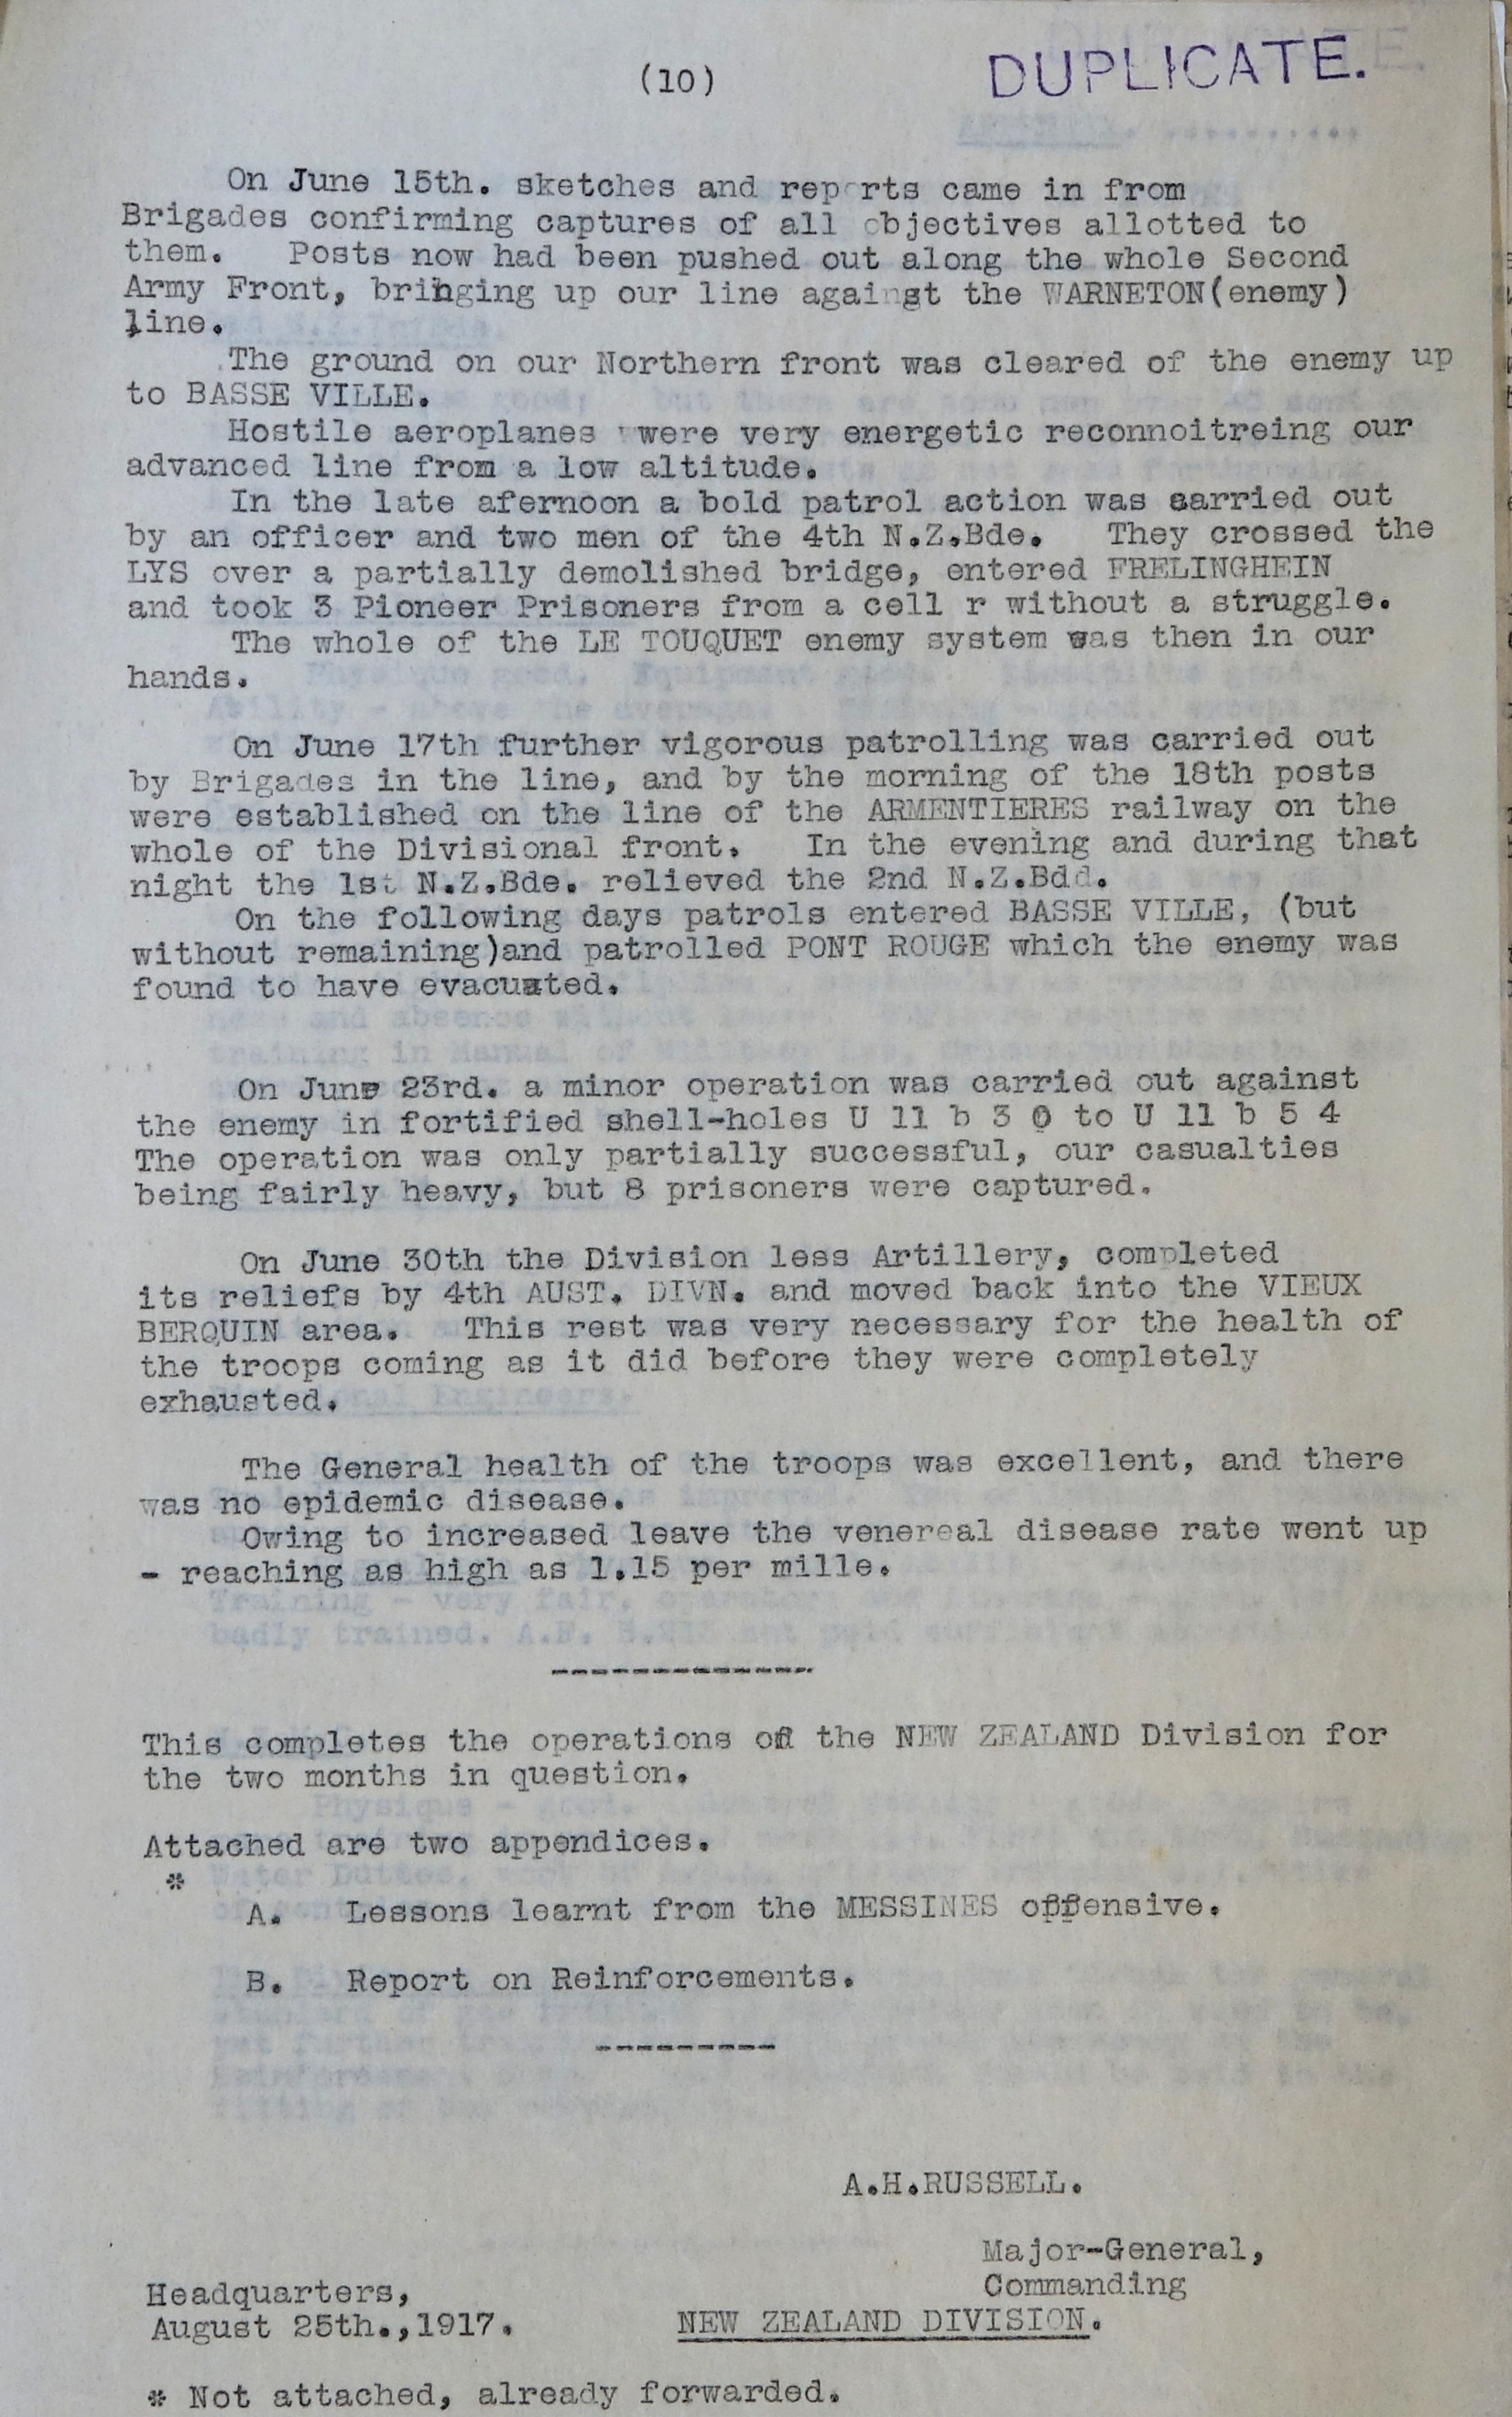 (10)
DUPLICATE.
On June 15th. sketches and reports came in from
Brigades confirming captures of all objectives allotted to
them. Posts now had been pushed out along the whole Second
Army Front, bringing up our line against the WARNETON(enemy)
line.
The ground on our Northern front was cleared of the enemy up
to BASSE VILLE.
Hostile aeroplanes were very energetic reconnoitreing our
advanced line from a low altitude.
In the late afernoon a bold patrol action was carried out
by an officer and two men of the 4th N.Z.Bde. They crossed the
LYS over a partially demolished bridge, entered FRELINGHEIN
and took 3 Pioneer Prisoners from a cell r without a struggle.
The whole of the LE TOUQUET enemy system was then in our
hands.
On June 17th further vigorous patrolling was carried out
by Brigades in the line, and by the morning of the 18th posts
were established on the line of the ARMENTIERES railway on the
whole of the Divisional front. In the evening and during that
night the 1st N.Z.Bde. relieved the 2nd N.Z.Bdd.
On the following days patrols entered BASSE VILLE, (but
without remaining)and patrolled PONT ROUGE which the enemy was
found to have evacuated.
On June 23rd. a minor operation was carried out against
the enemy in fortified shell-holes U 11 b 3 0 to U 11 b 5 4
The operation was only partially successful, our casualties
being fairly heavy, but 8 prisoners were captured.
On June 30th the Division less Artillery, completed
its reliefs by 4th AUST. DIVN. and moved back into the VIEUX
BERQUIN area. This rest was very necessary for the health of
the troops coming as it did before they were completely
exhausted.
The General health of the troops was excellent, and there
was no epidemic disease.
Owing to increased leave the venereal disease rate went up
- reaching as high as 1.15 per mille.
-------------
This completes the operations of the NEW ZEALAND Division for
the two months in question.
Attached are two appendices.
*
A. Lessons learnt from the MESSINES offensive.
B. Report on Reinforcements.
---------
A.H.RUSSELL.
Major-General,
Commanding
Headquarters,
August 25th.,1917. NEW ZEALAND DIVISION.
* Not attached, already forwarded.